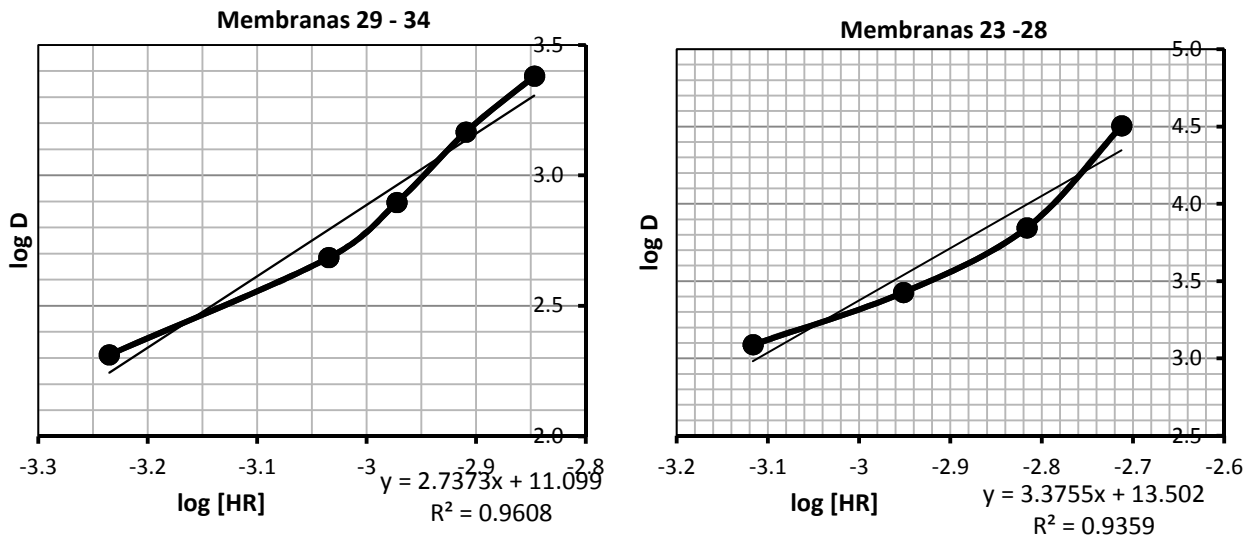 Membranas 29 - 34
3.5
3.0
2.5
2.0
log D
-3.3 -3.2 -3.1 -3 -2.9 -2.8
log [HR]
y = 2.7373x + 11.099
R² = 0.9608
Membranas 23 -28
5.0
4.5
4.0
3.5
3.0
2.5
log D
-3.2 -3.1 -3 -2.9 -2.8 -2.7 -2.6
log [HR]
y = 3.3755x + 13.502
R² = 0.9359